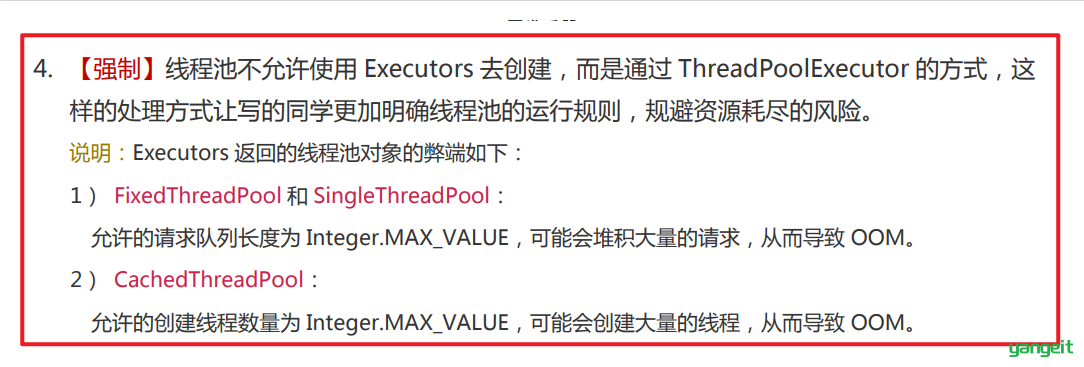 4. 【强制】线程池不允许使用 Executors 去创建，而是通过 ThreadPoolExecutor 的方式，这
样的处理方式让写的同学更加明确线程池的运行规则，规避资源耗尽的风险。
说明：Executors 返回的线程池对象的弊端如下：
1） FixedThreadPool 和 SingleThreadPool：
允许的请求队列长度为 Integer.MAX_VALUE，可能会堆积大量的请求，从而导致 OOM。
2） CachedThreadPool：
允许的创建线程数量为 Integer.MAX_VALUE，可能会创建大量的线程，从而导致 OOM。
yangeit